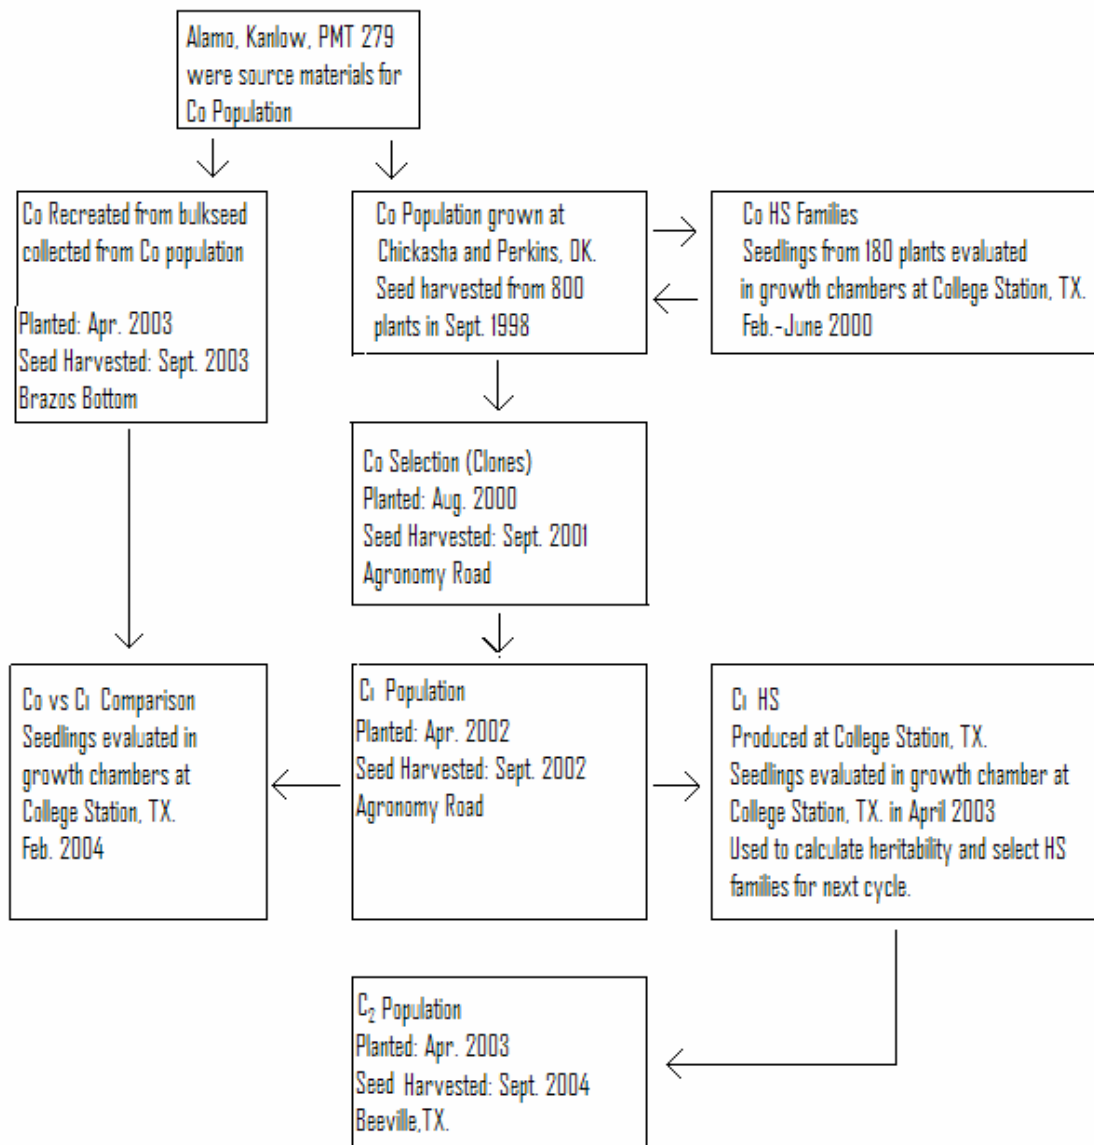 Alamo, Kanlow, PMT 279
were source materials for
Co Population
Co Recreated from bulkseed
collected from Co population
Planted: Apr. 2003
Seed Harvested: Sept. 2003
Brazos Bottom
Co Population grown at
Chickasha and Perkins, OK.
Seed harvested from 800
plants in Sept. 1998
Co HS Families
Seedlings from 180 plants evaluated
in growth chambers at College Station, TX.
Feb.-June 2000
Co Selection (Clones)
Planted: Aug. 2000
Seed Harvested: Sept. 2001
Agronomy Road
Co vs C₁ Comparison
Seedlings evaluated in
growth chambers at
College Station, TX.
Feb. 2004
C₁ Population
Planted: Apr. 2002
Seed Harvested: Sept. 2002
Agronomy Road
C₁ HS
Produced at College Station, TX.
Seedlings evaluated in growth chamber at
College Station, TX. in April 2003
Used to calculate heritability and select HS
families for next cycle.
C₂ Population
Planted: Apr. 2003
Seed Harvested: Sept. 2004
Beeville,TX.